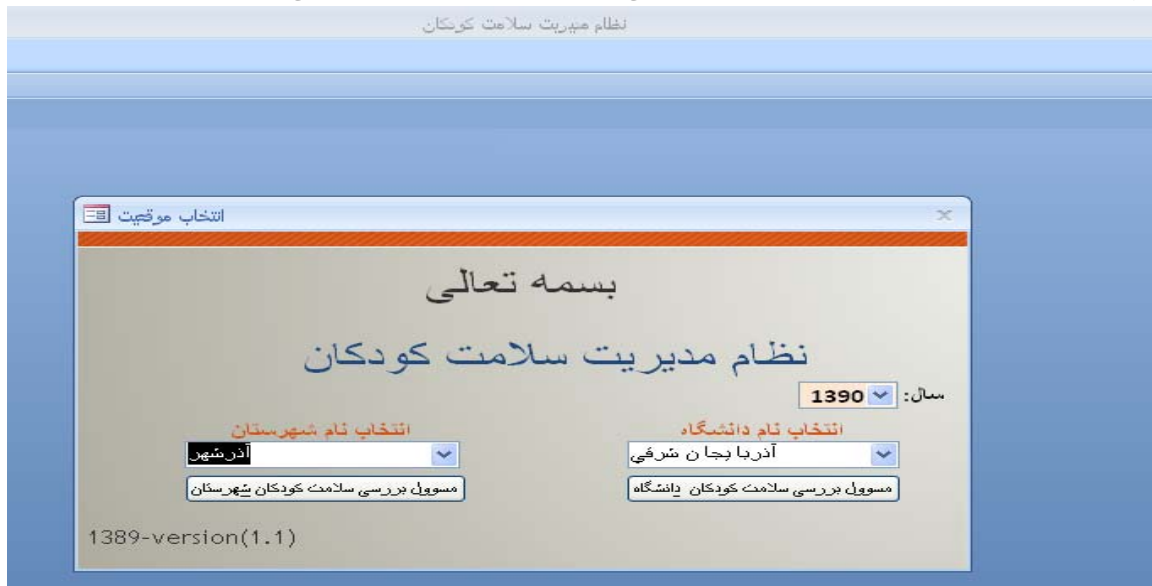 نظام مدیریت سلامت کودکان
انتخاب موقعیت
بسمه تعالی
نظام مدیریت سلامت کودکان
سال: 1390
انتخاب نام دانشگاه
انتخاب نام شهرستان
آذربایجان شرقی
آذرشهر
مسوول بررسی سلامت کودکان دانشگاه
مسوول بررسی سلامت کودکان شهرستان
1389-version(1.1)